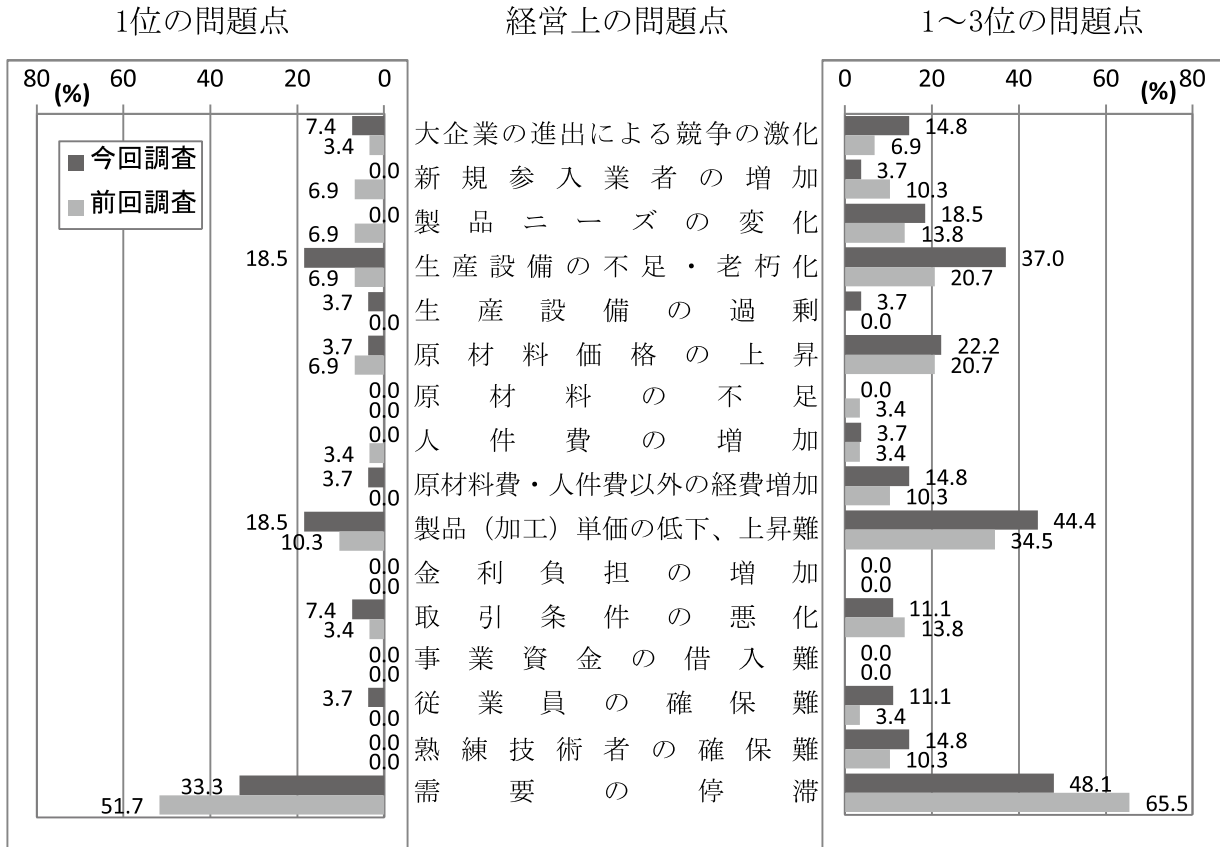 1位の問題点 経営上の問題点 1～3位の問題点
80 60 40 20 0 0 20 40 60 80
(%) (%)
今回調査
前回調査
7.4 大企業の進出による競争の激化 14.8
3.4 6.9
0.0 新規参入業者の増加 3.7
6.9 10.3
0.0 製品ニーズの変化 18.5
6.9 13.8
18.5 生産設備の不足・老朽化 37.0
6.9 20.7
3.7 生産設備の過剰 3.7
0.0 0.0
3.7 原材料価格の上昇 22.2
6.9 20.7
0.0 原材料の不足 0.0
0.0 3.4
0.0 人件費の増加 3.7
3.4 3.4
3.7 原材料費・人件費以外の経費増加 14.8
0.0 10.3
18.5 製品（加工）単価の低下、上昇難 44.4
10.3 34.5
0.0 金利負担の増加 0.0
0.0 0.0
7.4 取引条件の悪化 11.1
3.4 13.8
0.0 事業資金の借入難 0.0
0.0 0.0
3.7 従業員の確保難 11.1
0.0 3.4
0.0 熟練技術者の確保難 14.8
0.0 10.3
33.3 需要の停滞 48.1
51.7 65.5